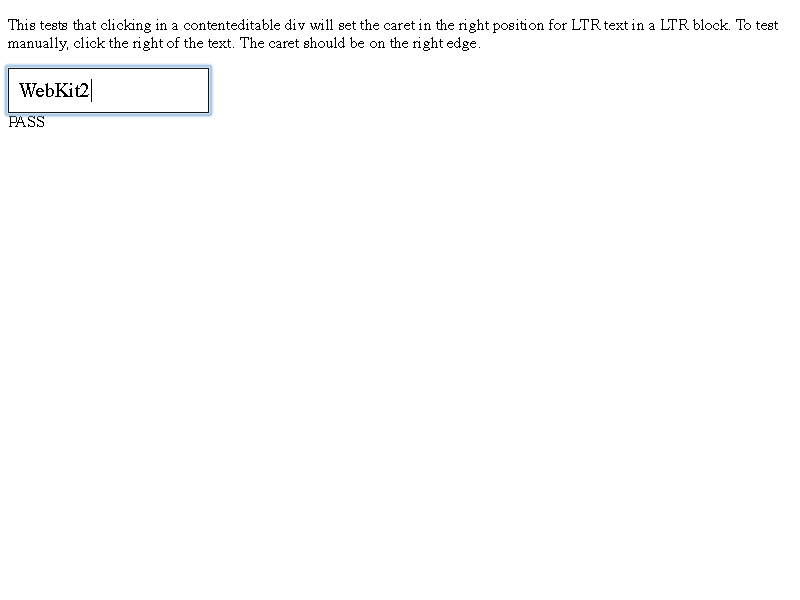 This tests that clicking in a contenteditable div will set the caret in the right position for LTR text in a LTR block. To test
manually, click the right of the text. The caret should be on the right edge.
WebKit2
PASS